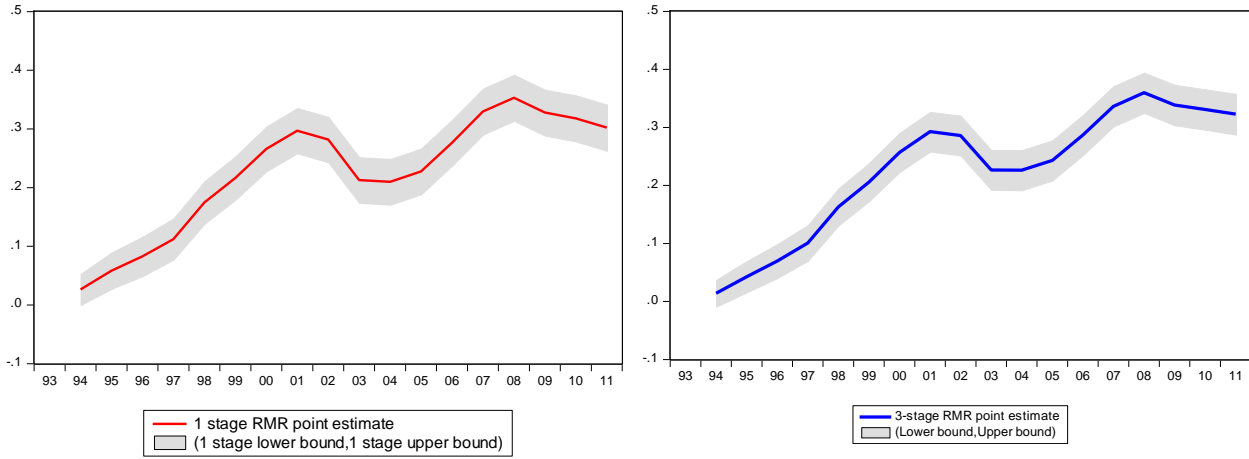 .5
.4
.3
.2
.1
.0
-.1
93 94 95 96 97 98 99 00 01 02 03 04 05 06 07 08 09 10 11
1 stage RMR point estimate
(1 stage lower bound,1 stage upper bound)
.5
.4
.3
.2
.1
.0
-.1
93 94 95 96 97 98 99 00 01 02 03 04 05 06 07 08 09 10 11
3-stage RMR point estimate
(Lower bound,Upper bound)